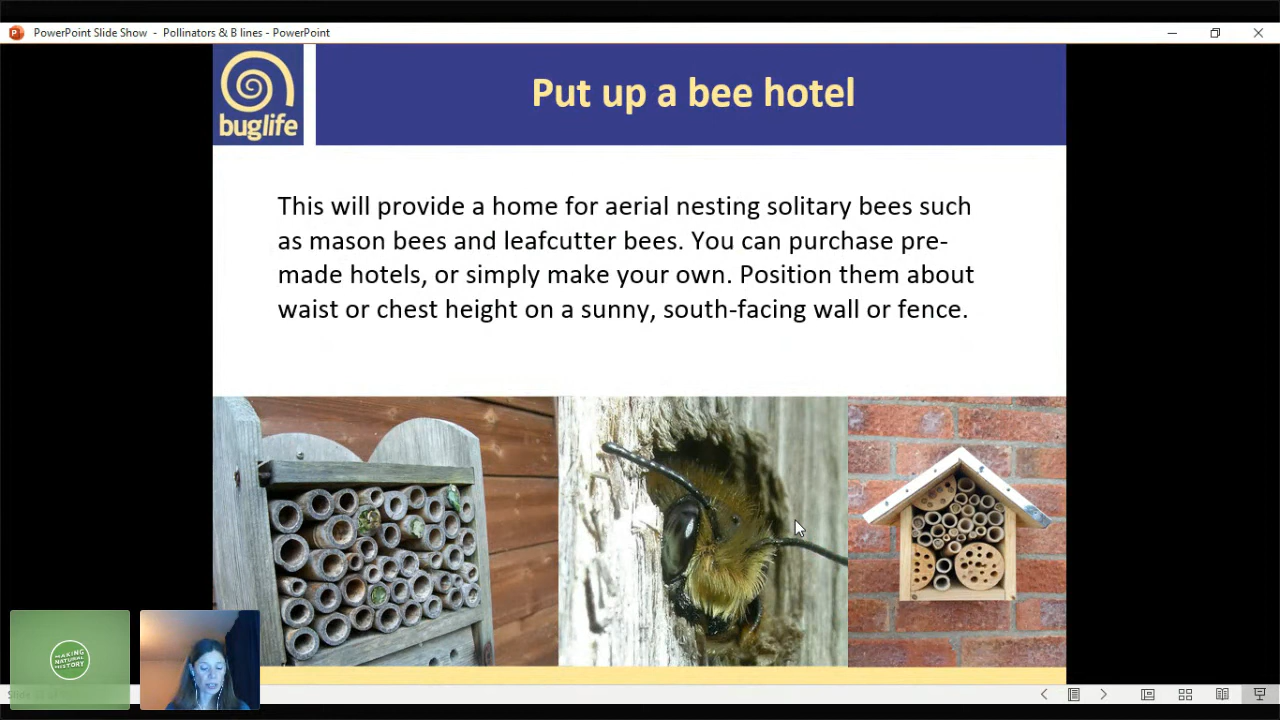 PowerPoint Slide Show - Pollinators & B lines - PowerPoint
buglife
Put up a bee hotel
This will provide a home for aerial nesting solitary bees such
as mason bees and leafcutter bees. You can purchase pre-
made hotels, or simply make your own. Position them about
waist or chest height on a sunny, south-facing wall or fence.
MAKING
NATURAL
HISTORY
Slide